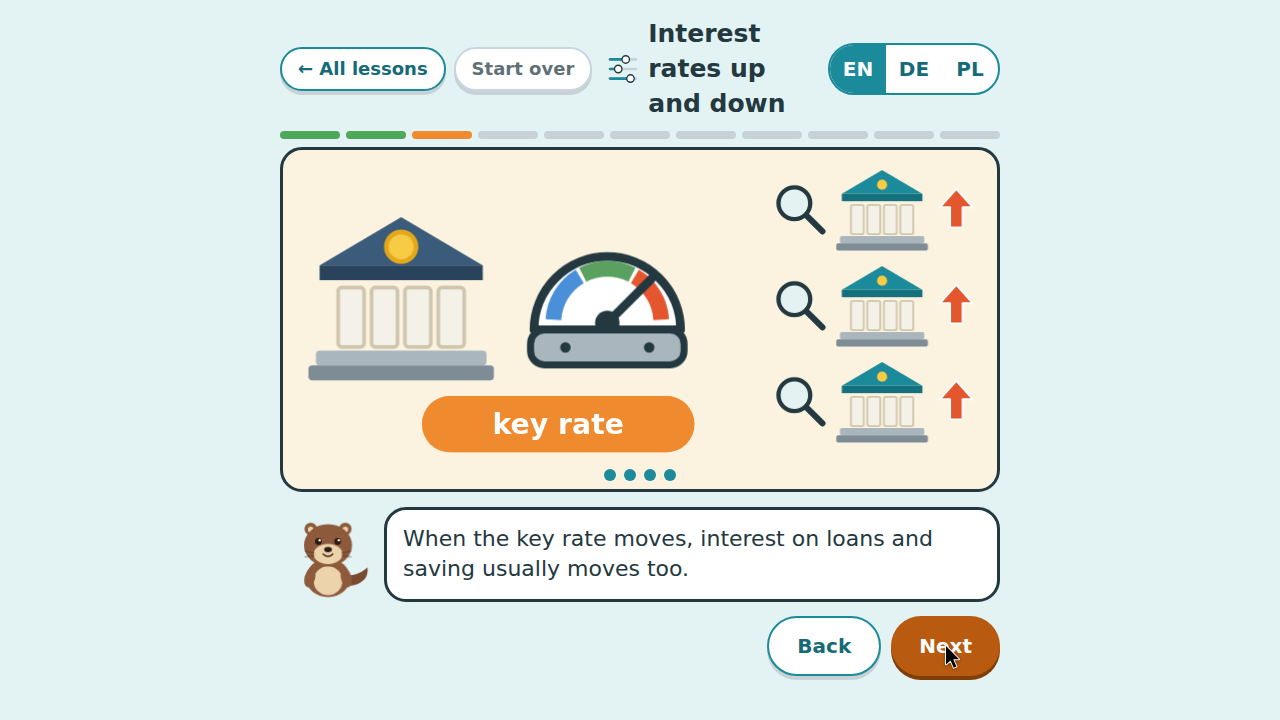 ← All lessons
Start over
Interest
rates up
and down
EN DE PL
key rate
When the key rate moves, interest on loans and
saving usually moves too.
Back
Next